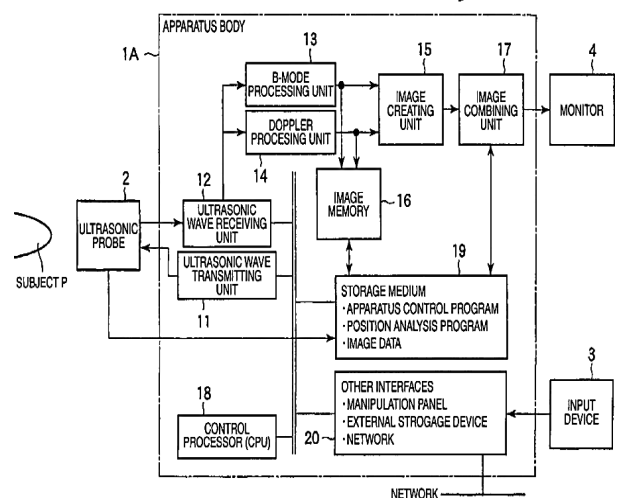 APPARATUS BODY
1A
13
B-MODE
PROCESSING UNIT
DOPPLER
PROCESING UNIT
14
15
IMAGE
CREATING
UNIT
17
IMAGE
COMBINING
UNIT
4
MONITOR
2
ULTRASONIC
PROBE
SUBJECT P
12
ULTRASONIC
WAVE RECEIVING
UNIT
ULTRASONIC WAVE
TRANSMITTING
UNIT
11
IMAGE
MEMORY
16
19
STORAGE MEDIUM
・APPARATUS CONTROL PROGRAM
・POSITION ANALYSIS PROGRAM
・IMAGE DATA
18
CONTROL
PROCESSOR (CPU)
OTHER INTERFACES
・MANIPULATION PANEL
・EXTERNAL STROGAGE DEVICE
・NETWORK
20
3
INPUT
DEVICE
NETWORK